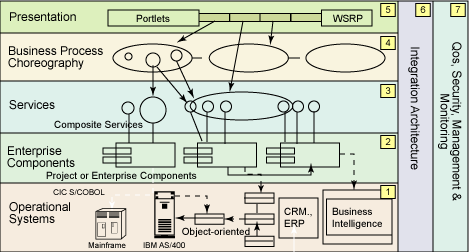 Presentation
Portlets
WSRP
5
Business Process
Choreography
4
Services
Composite Services
3
Enterprise
Components
Project or Enterprise Components
2
Operational
Systems
CIC S/COBOL
Mainframe
IBM AS/400
Object-oriented
CRM.,
ERP
Business
Intelligence
1
6
Integration Architecture
7
Qos, Security, Management &
Monitoring